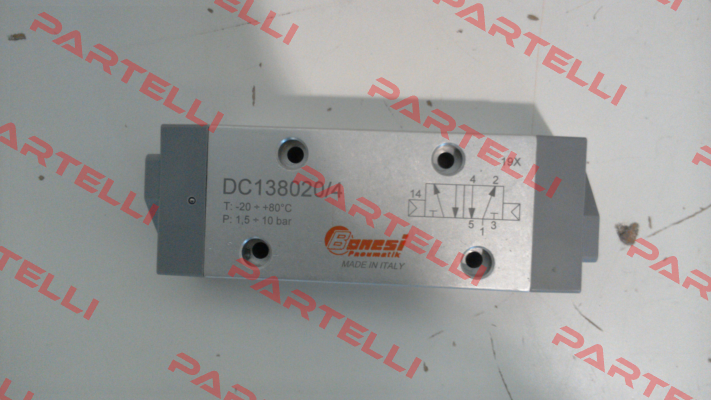 PARTELLI
PARTELLI
PARTELLI
PARTELLI
PARTELLI
PARTELLI
PARTELLI
PARTELLI
PARTELLI
19X
DC138020/4
T: -20 ÷ +80°C
P: 1,5 ÷ 10 bar
14 4 2
5 1 3
Bonesi
Pneumatik
MADE IN ITALY